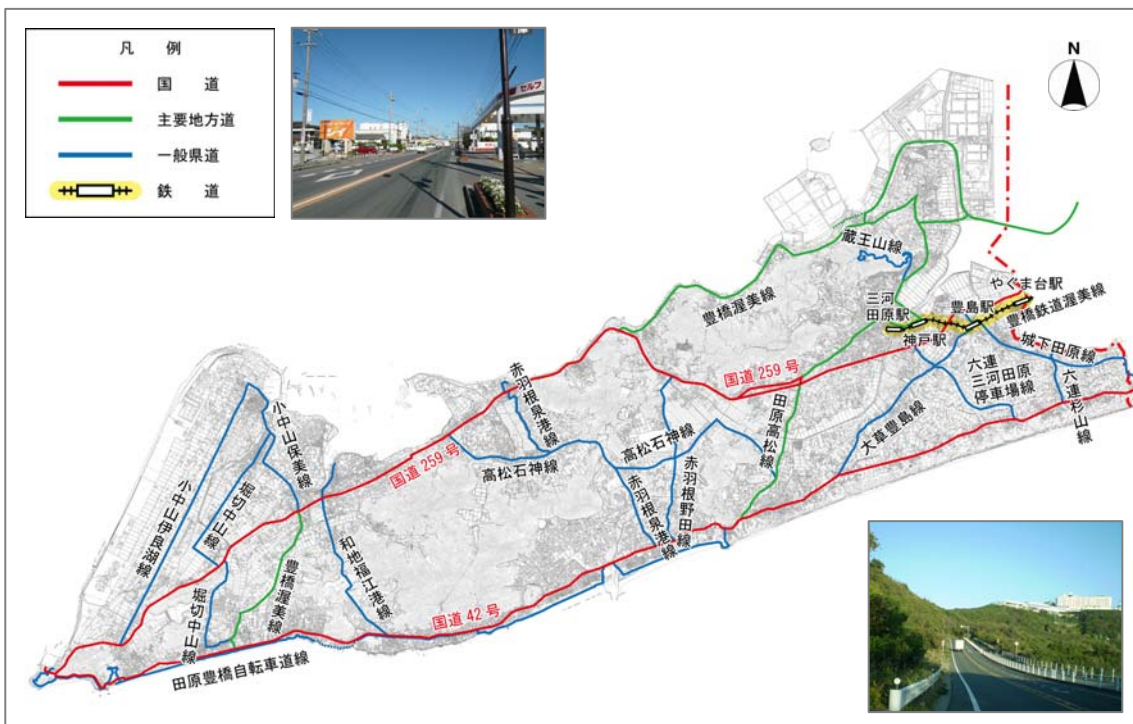 凡 例
国 道
主要地方道
一般県道
鉄 道
セルフ
N
蔵王山線
豊橋渥美線
三河
田原駅
神戸駅
豊島駅
やぐま台駅
豊橋鉄道渥美線
城下田原線
六連
三河田原
停車場線
六連杉山線
国道 259 号
田原高松線
大草豊島線
赤羽根泉港線
高松石神線
高松石神線
赤羽根野田線
赤羽根泉港線
国道 259 号
小中山保美線
堀切中山線
小中山伊良湖線
堀切中山線
豊橋渥美線
和地福江港線
国道 42 号
田原豊橋自転車道線